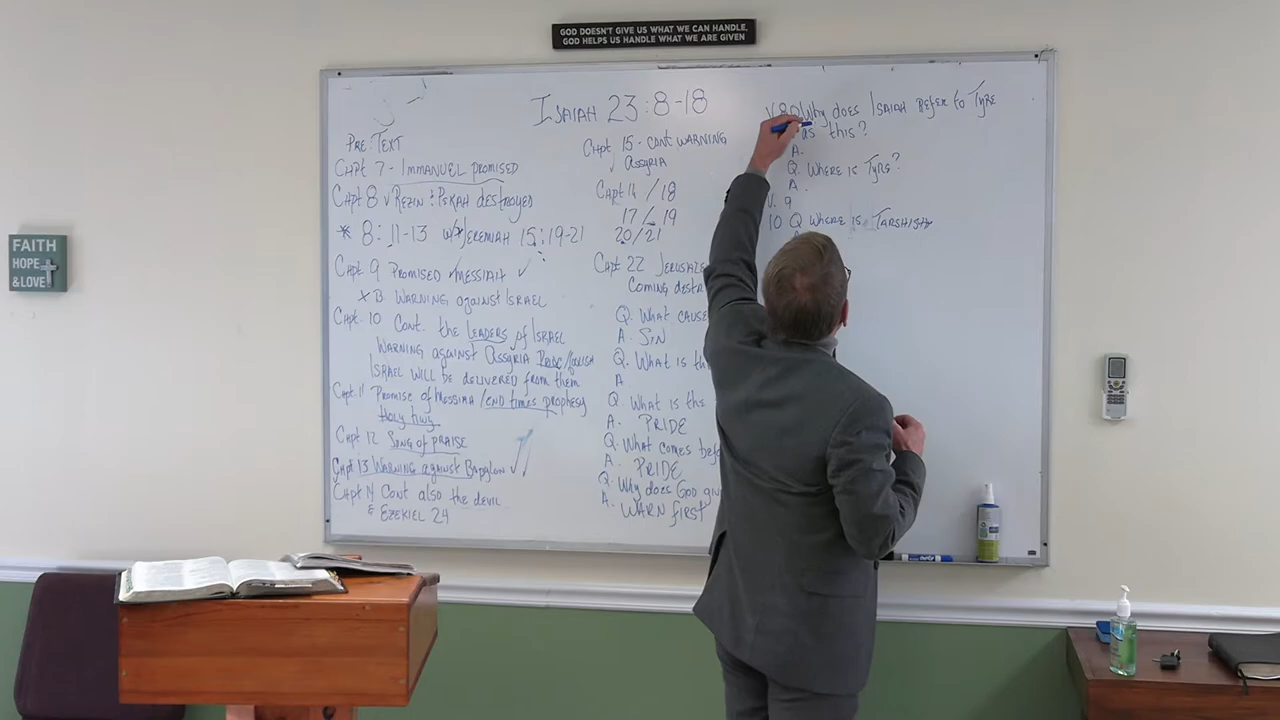 GOD DOESN'T GIVE US WHAT WE CAN HANDLE,
GOD HELPS US HANDLE WHAT WE ARE GIVEN
FAITH
HOPE
& LOVE
ISAIAH 23:8-18
PRE TEXT
CHPT 7 - IMMANUEL PROMISED
CHPT 8 REZIN & PEKAH destroyed
* 8:11-13 w/ JEREMIAH 15:19-21
CHPT 9 PROMISED MESSIAH ✓
B WARNING against ISRAEL
CHPT. 10 CONT. the LEADERS of ISRAEL
WARNING against ASSYRIA PRIDE/foolish
ISRAEL WILL BE delivered from them
CHPT. 11 PROMISE of MESSIAH / END times prophesy
Holy hwy
CHPT 12 SONG of PRAISE
CHPT 13 WARNING against Babylon ✓
CHPT 14 CONT also the devil
& EZEKIEL 24
CHPT 15 - CONT WARNING
ASSYRIA
CHPT 16/18
17/19
20/21
CHPT 22
COMING
Q. WHAT
A. SIN
Q. WHAT is
A
Q. WHAT is the
A. PRIDE
Q. WHAT comes
A. PRIDE
Q. Why does GOD
A. WARN first
V. 8 Q Why does ISAIAH REFER to TYRE
as this?
A.
Q. WHERE is TYRE?
A.
V. 9
10 Q WHERE is TARSHISH